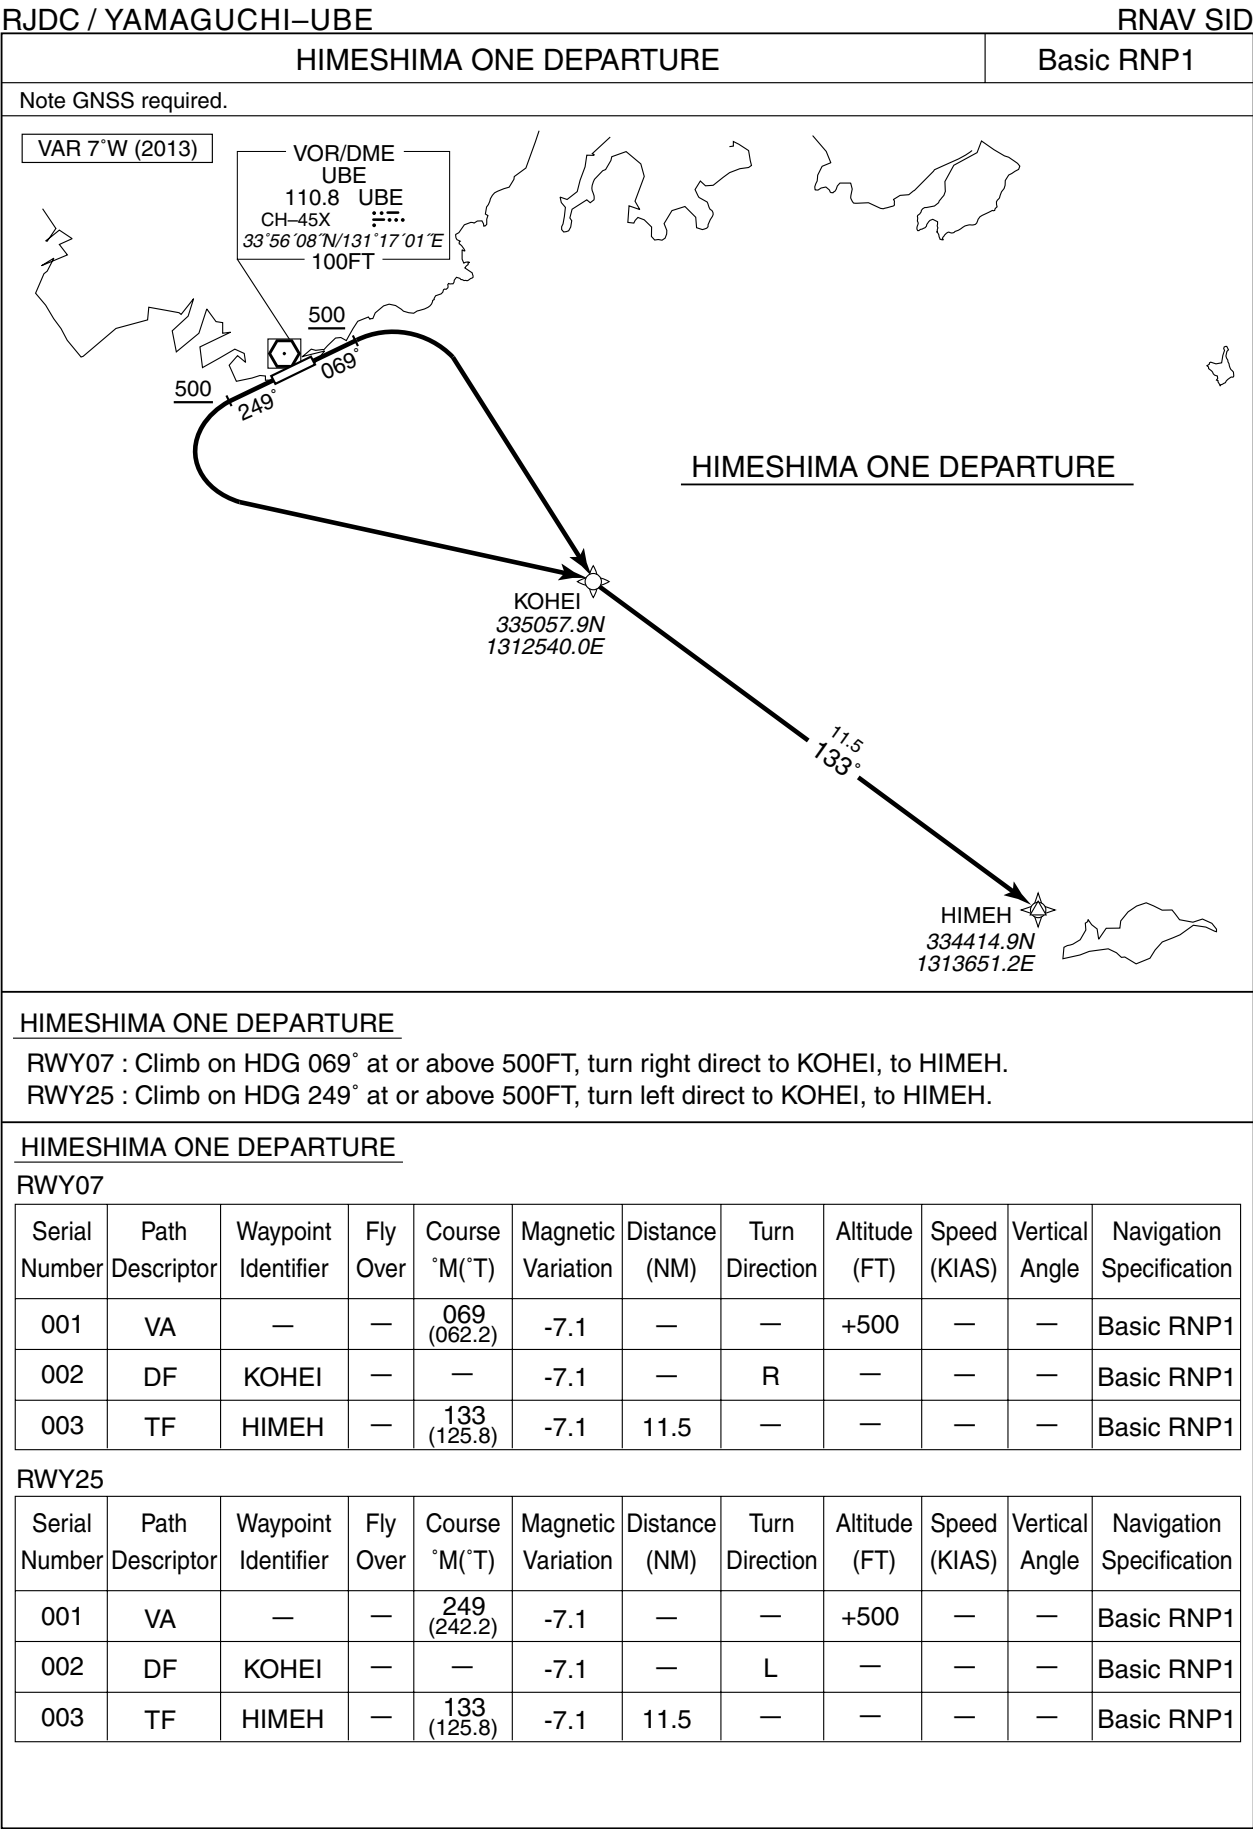 RJDC / YAMAGUCHI–UBE RNAV SID
HIMESHIMA ONE DEPARTURE Basic RNP1
Note GNSS required.
VAR 7˚W (2013)
VOR/DME
UBE
110.8 UBE
CH–45X
33˚56´08˝N/131˚17´01˝E
100FT
500
069˚
500
249˚
HIMESHIMA ONE DEPARTURE
KOHEI
335057.9N
1312540.0E
11.5
133˚
HIMEH
334414.9N
1313651.2E
HIMESHIMA ONE DEPARTURE
RWY07 : Climb on HDG 069˚ at or above 500FT, turn right direct to KOHEI, to HIMEH.
RWY25 : Climb on HDG 249˚ at or above 500FT, turn left direct to KOHEI, to HIMEH.
HIMESHIMA ONE DEPARTURE
RWY07
Serial Path Waypoint Fly Course Magnetic Distance Turn Altitude Speed Vertical Navigation
Number Descriptor Identifier Over ˚M(˚T) Variation (NM) Direction (FT) (KIAS) Angle Specification
001 VA — — 069 (062.2) -7.1 — — +500 — — Basic RNP1
002 DF KOHEI — — -7.1 — R — — — Basic RNP1
003 TF HIMEH — 133 (125.8) -7.1 11.5 — — — — Basic RNP1
RWY25
Serial Path Waypoint Fly Course Magnetic Distance Turn Altitude Speed Vertical Navigation
Number Descriptor Identifier Over ˚M(˚T) Variation (NM) Direction (FT) (KIAS) Angle Specification
001 VA — — 249 (242.2) -7.1 — — +500 — — Basic RNP1
002 DF KOHEI — — -7.1 — L — — — Basic RNP1
003 TF HIMEH — 133 (125.8) -7.1 11.5 — — — — Basic RNP1